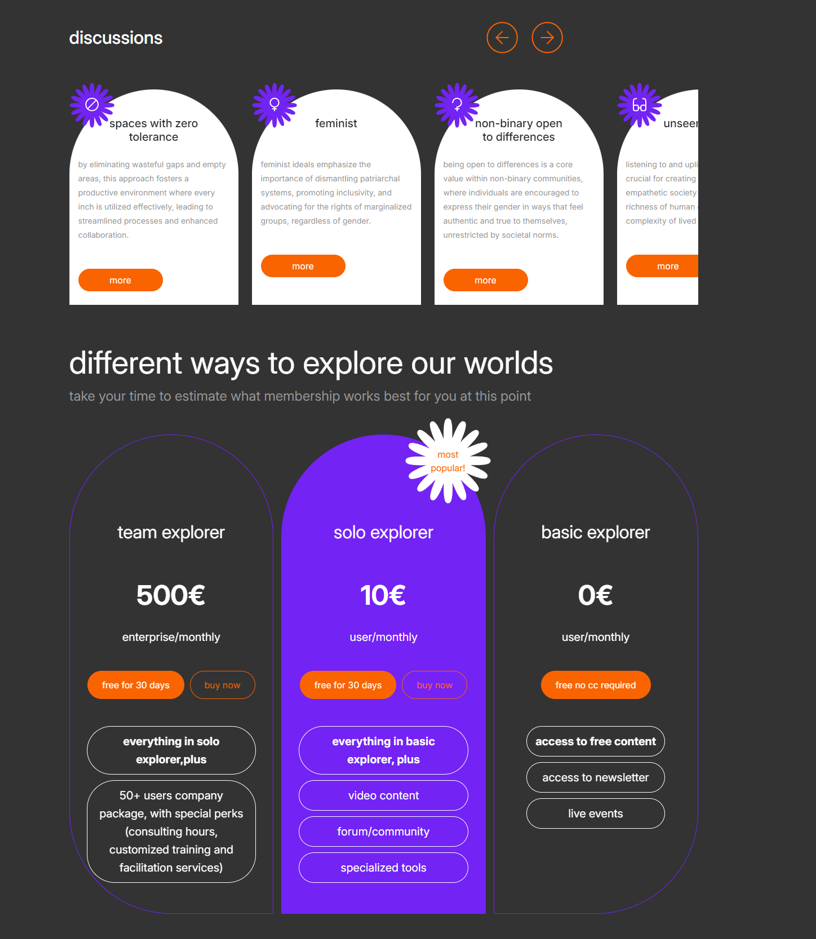 discussions
spaces with zero
tolerance
by eliminating wasteful gaps and empty
areas, this approach fosters a
productive environment where every
inch is utilized effectively, leading to
streamlined processes and enhanced
collaboration.
more
feminist
feminist ideals emphasize the
importance of dismantling patriarchal
systems, promoting inclusivity, and
advocating for the rights of marginalized
groups, regardless of gender.
more
non-binary open
to differences
being open to differences is a core
value within non-binary communities,
where individuals are encouraged to
express their gender in ways that feel
authentic and true to themselves,
unrestricted by societal norms.
more
listening to and
crucial for creating
empathetic society
richness of human
complexity of lived
more
different ways to explore our worlds
take your time to estimate what membership works best for you at this point
most
popular!
team explorer
500€
enterprise/monthly
free for 30 days
buy now
everything in solo
explorer,plus
50+ users company
package, with special perks
(consulting hours,
customized training and
facilitation services)
solo explorer
10€
user/monthly
free for 30 days
buy now
everything in basic
explorer, plus
video content
forum/community
specialized tools
basic explorer
0€
user/monthly
free no cc required
access to free content
access to newsletter
live events